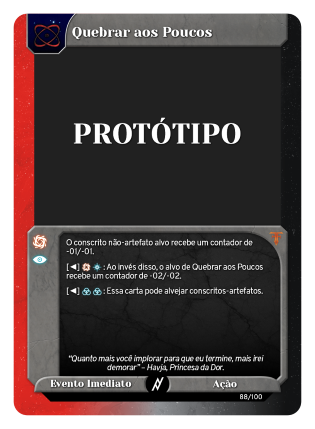 Quebrar aos Poucos
PROTÓTIPO
O conscrito não-artefato alvo recebe um contador de
-01/-01.
[◄] : Ao invés disso, o alvo de Quebrar aos Poucos
recebe um contador de -02/-02.
[◄] : Essa carta pode alvejar conscritos-artefatos.
"Quanto mais você implorar para que eu termine, mais irei
demorar" – Havja, Princesa da Dor.
Evento Imediato
Ação
88/100